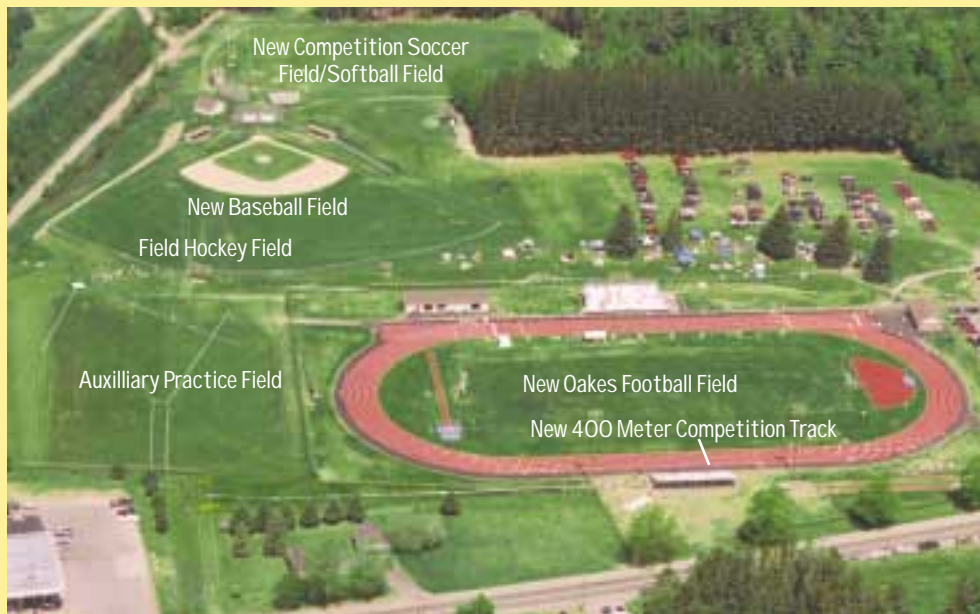 New Competition Soccer
Field/Softball Field
New Baseball Field
Field Hockey Field
Auxilliary Practice Field
New Oakes Football Field
New 400 Meter Competition Track